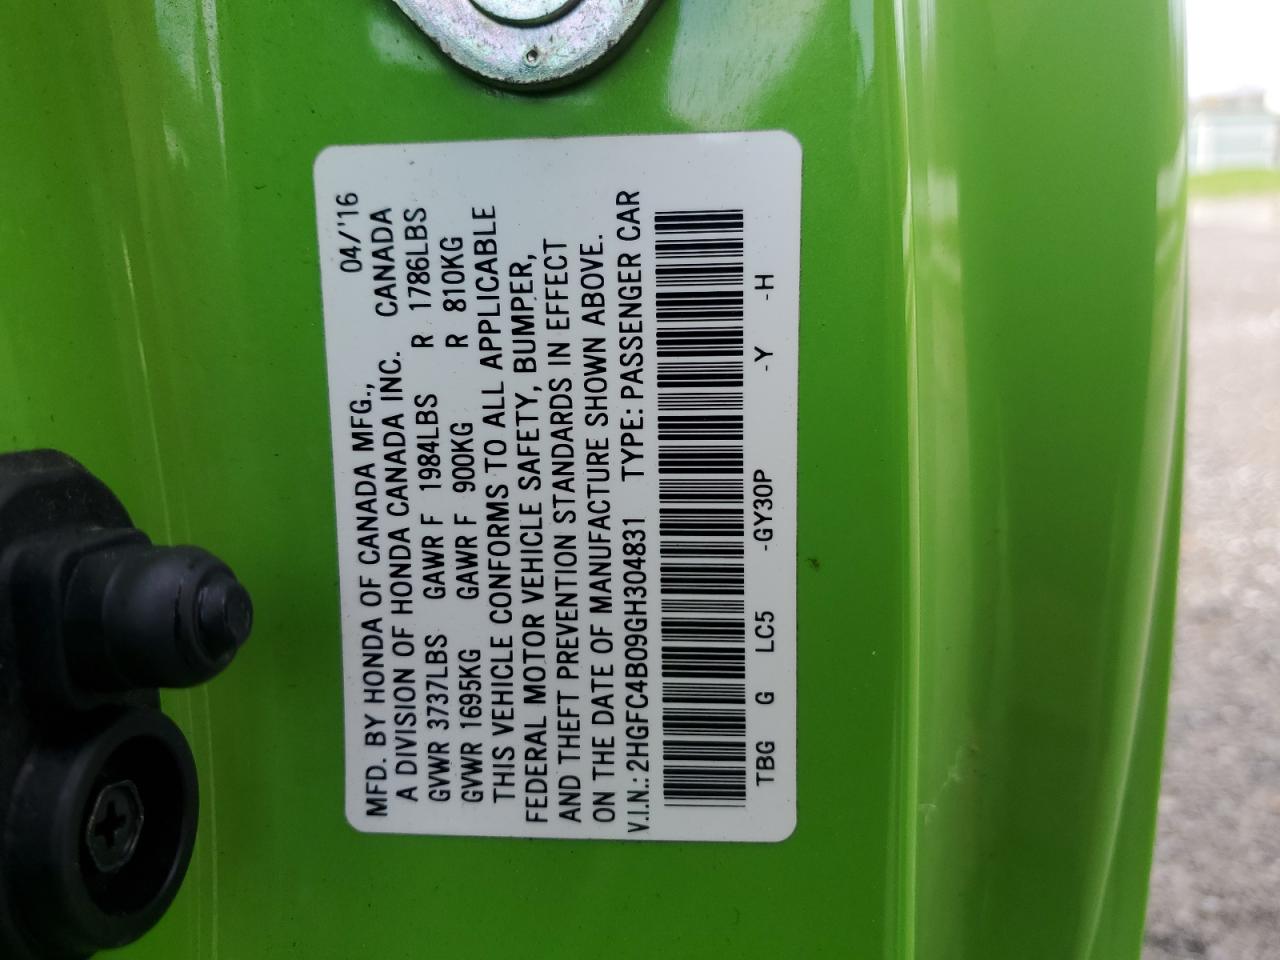 MFD. BY HONDA OF CANADA MFG., 04/'16
A DIVISION OF HONDA CANADA INC. CANADA
GVWR 3737LBS GAWR F 1984LBS R 1786LBS
GVWR 1695KG GAWR F 900KG R 810KG
THIS VEHICLE CONFORMS TO ALL APPLICABLE
FEDERAL MOTOR VEHICLE SAFETY, BUMPER,
AND THEFT PREVENTION STANDARDS IN EFFECT
ON THE DATE OF MANUFACTURE SHOWN ABOVE.
V.I.N.: 2HGFC4B09GH304831 TYPE: PASSENGER CAR
TBG G LC5 -GY30P -Y -H